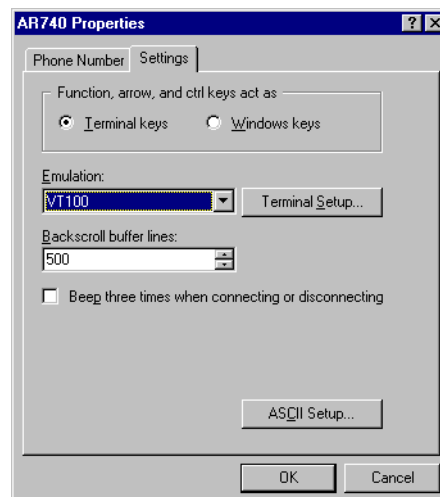 AR740 Properties ? ×
Phone Number Settings
Function, arrow, and ctrl keys act as
Terminal keys Windows keys
Emulation:
VT100 Terminal Setup...
Backscroll buffer lines:
500
Beep three times when connecting or disconnecting
ASCII Setup...
OK Cancel